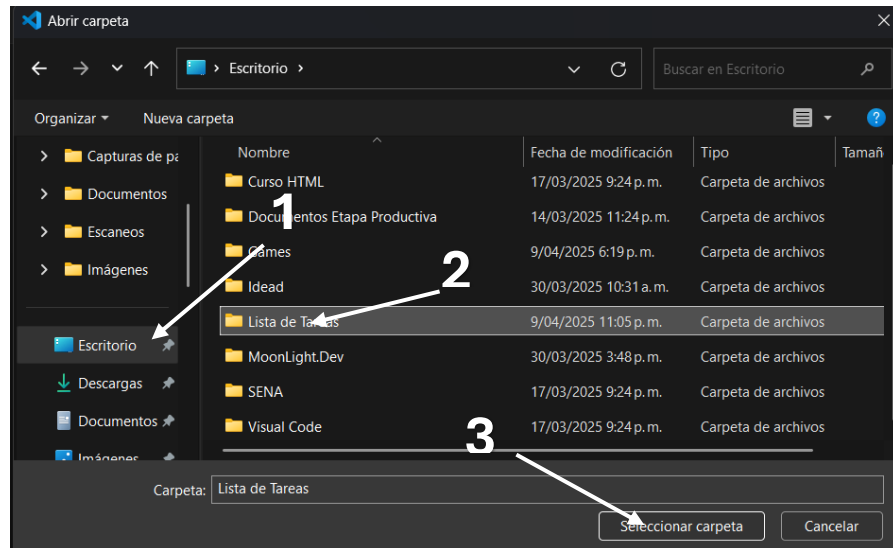 Abrir carpeta
Escritorio
Buscar en Escritorio
Organizar Nueva carpeta
Nombre Fecha de modificación Tipo Tamañ
Capturas de pa
Documentos
Escaneos
Imágenes
Escritorio
Descargas
Documentos
Imágenes
Curso HTML 17/03/2025 9:24 p. m. Carpeta de archivos
Documentos Etapa Productiva 14/03/2025 11:24 p. m. Carpeta de archivos
Games 9/04/2025 6:19 p. m. Carpeta de archivos
Idead 30/03/2025 10:31 a. m. Carpeta de archivos
Lista de Tareas 9/04/2025 11:05 p. m. Carpeta de archivos
MoonLight.Dev 30/03/2025 3:48 p. m. Carpeta de archivos
SENA 17/03/2025 9:24 p. m. Carpeta de archivos
Visual Code 17/03/2025 9:24 p. m. Carpeta de archivos
1
2
3
Carpeta: Lista de Tareas
Seleccionar carpeta Cancelar